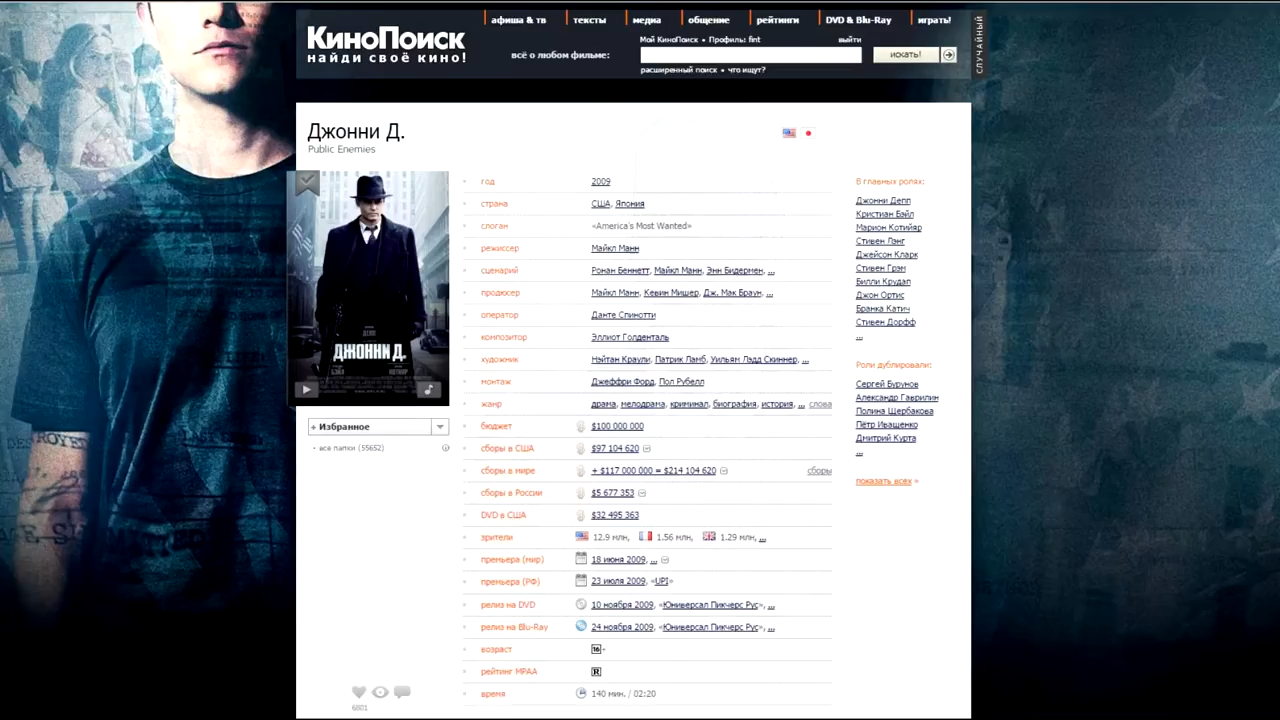 афиша & тв
тексты
медиа
общение
рейтинги
DVD & Blu-Ray
играть!
СЛУЧАЙНЫЙ
КиноПоиск
найди своё кино!
всё о любом фильме:
Мой КиноПоиск • Профиль: fint
выйти
искать!
расширенный поиск • что ищут?
Джонни Д.
Public Enemies
год 2009
страна США, Япония
слоган «America's Most Wanted»
режиссер Майкл Манн
сценарий Ронан Беннетт, Майкл Манн, Энн Бидермен, ...
продюсер Майкл Манн, Кевин Мишер, Дж. Мак Браун, ...
оператор Данте Спинотти
композитор Эллиот Голденталь
художник Нэйтан Краули, Патрик Ламб, Уильям Лэдд Скиннер, ...
монтаж Джеффри Форд, Пол Рубелл
жанр драма, мелодрама, криминал, биография, история, ... слова
бюджет $100 000 000
сборы в США $97 104 620
сборы в мире + $117 000 000 = $214 104 620 сборы
сборы в России $5 677 353
DVD в США $32 495 363
зрители 12.9 млн, 1.56 млн, 1.29 млн, ...
премьера (мир) 18 июня 2009, ...
премьера (РФ) 23 июля 2009, «UPI»
релиз на DVD 10 ноября 2009, «Юниверсал Пикчерс Рус», ...
релиз на Blu-Ray 24 ноября 2009, «Юниверсал Пикчерс Рус», ...
возраст 16+
рейтинг MPAA R
время 140 мин. / 02:20
В главных ролях:
Джонни Депп
Кристиан Бэйл
Марион Котийяр
Стивен Лэнг
Джейсон Кларк
Стивен Грэм
Билли Крудап
Джон Ортис
Бранка Катич
Стивен Дорфф
...
Роли дублировали:
Сергей Бурунов
Александр Гаврилин
Полина Щербакова
Пётр Иващенко
Дмитрий Курта
...
показать всех »
ДЖОННИ Д.
Избранное
• все папки (55652)
6801